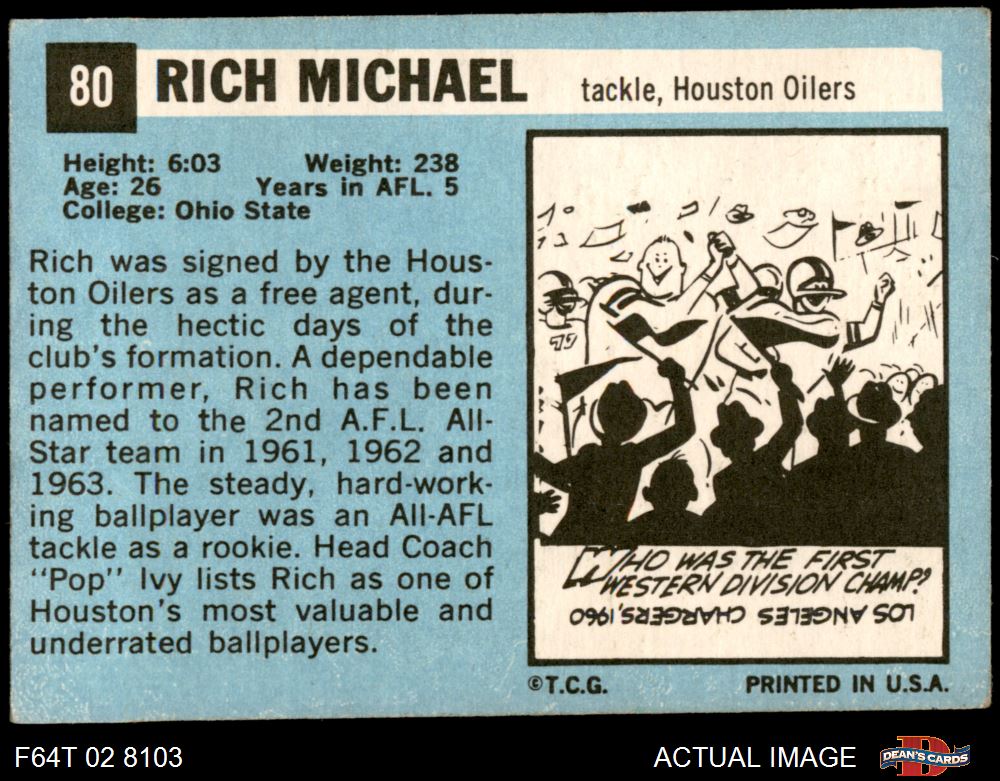 80 RICH MICHAEL tackle, Houston Oilers
Height: 6:03 Weight: 238
Age: 26 Years in AFL. 5
College: Ohio State
Rich was signed by the Hous-
ton Oilers as a free agent, dur-
ing the hectic days of the
club's formation. A dependable
performer, Rich has been
named to the 2nd A.F.L. All-
Star team in 1961, 1962 and
1963. The steady, hard-work-
ing ballplayer was an All-AFL
tackle as a rookie. Head Coach
"Pop" Ivy lists Rich as one of
Houston's most valuable and
underrated ballplayers.
WHO WAS THE FIRST
WESTERN DIVISION CHAMP?
LOS ANGELES CHARGERS, 1960
©T.C.G. PRINTED IN U.S.A.
F64T 02 8103 ACTUAL IMAGE DEAN'S CARDS